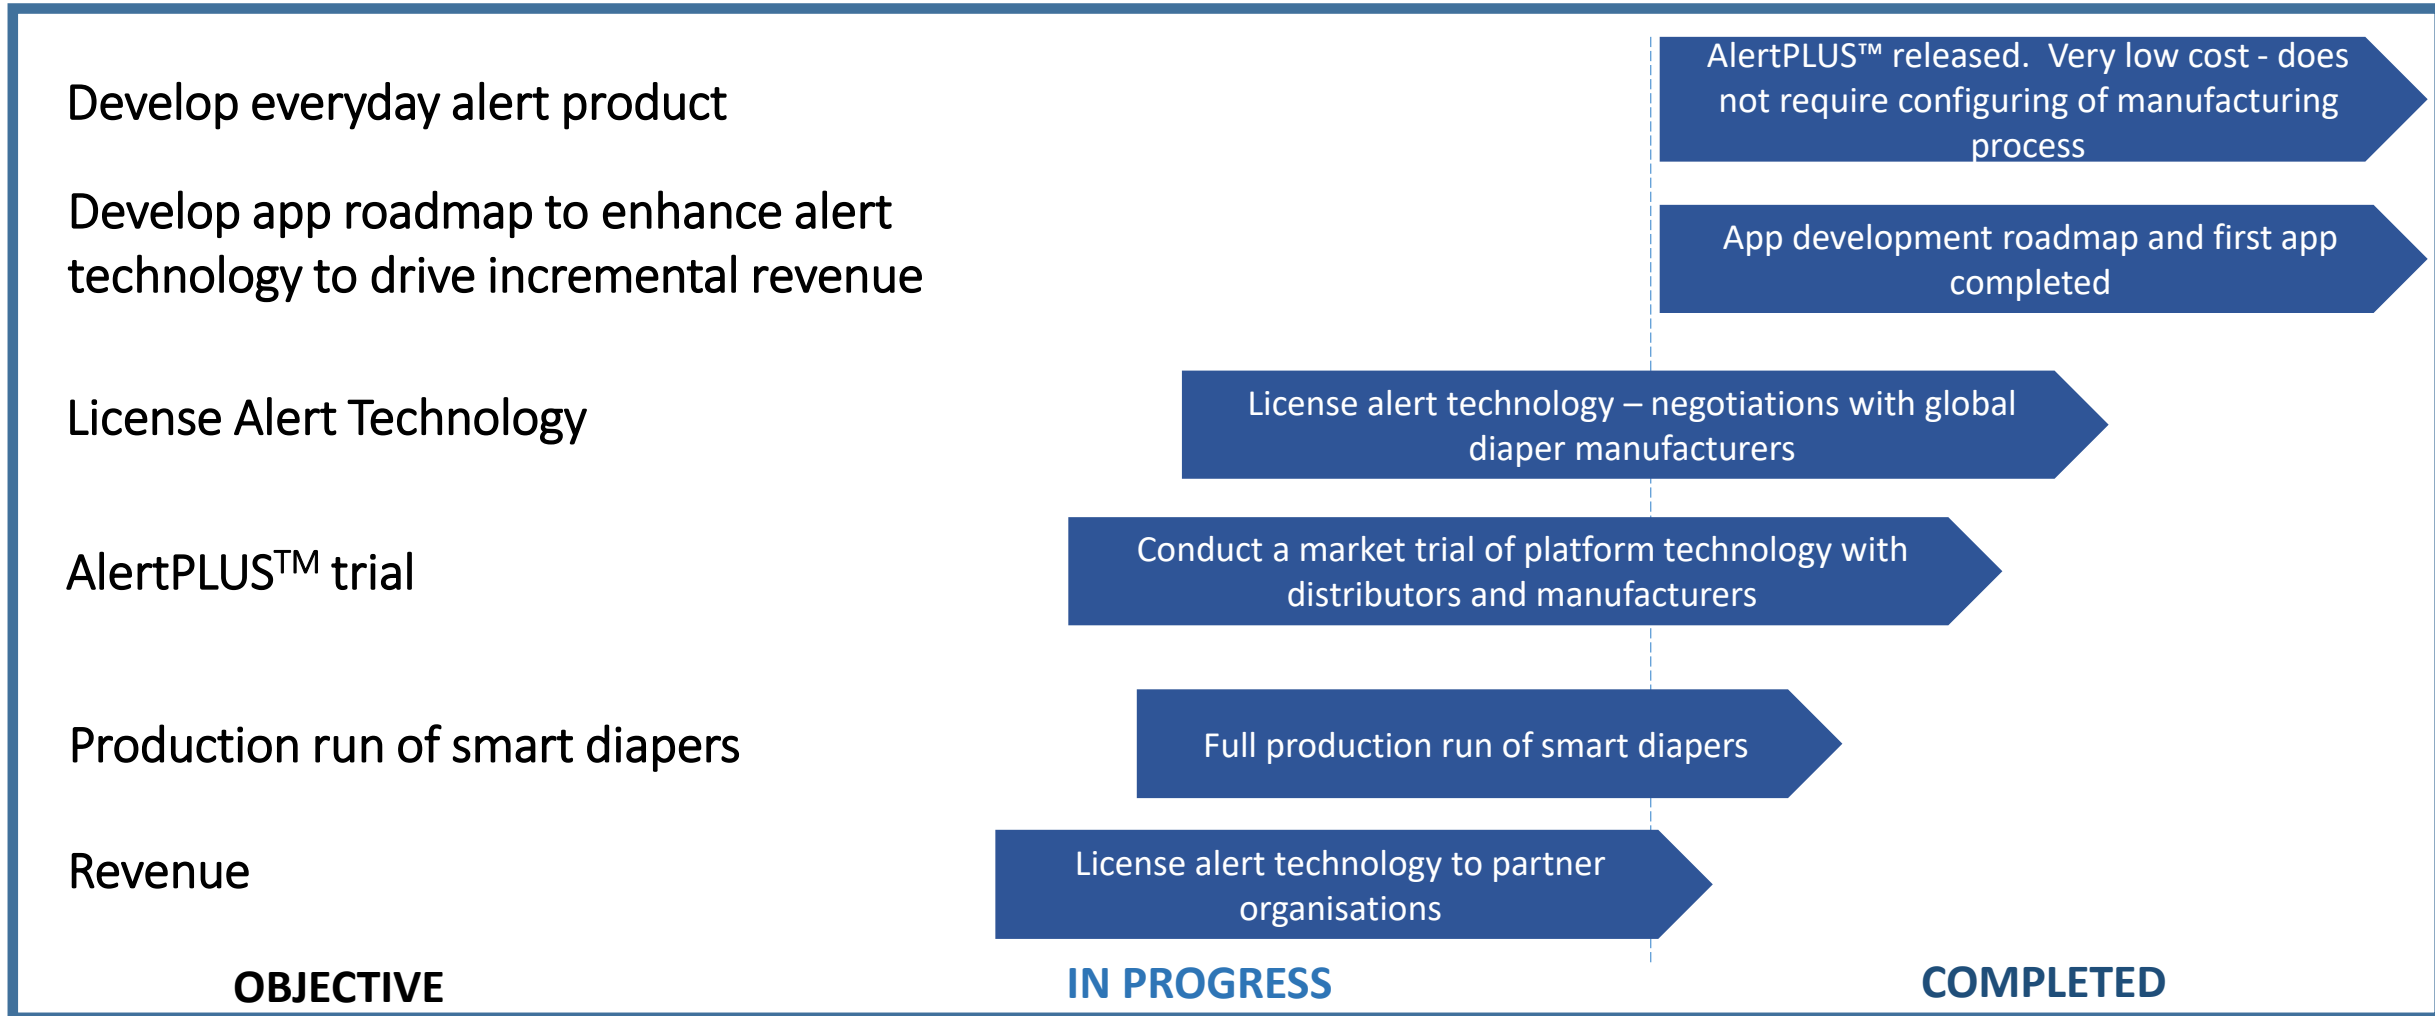 Develop everyday alert product
AlertPLUS™ released.  Very low cost - does
not require configuring of manufacturing
process
Develop app roadmap to enhance alert
technology to drive incremental revenue
App development roadmap and first app
completed
License Alert Technology
License alert technology – negotiations with global
diaper manufacturers
AlertPLUS™ trial
Conduct a market trial of platform technology with
distributors and manufacturers
Production run of smart diapers
Full production run of smart diapers
Revenue
License alert technology to partner
organisations
OBJECTIVE
IN PROGRESS
COMPLETED